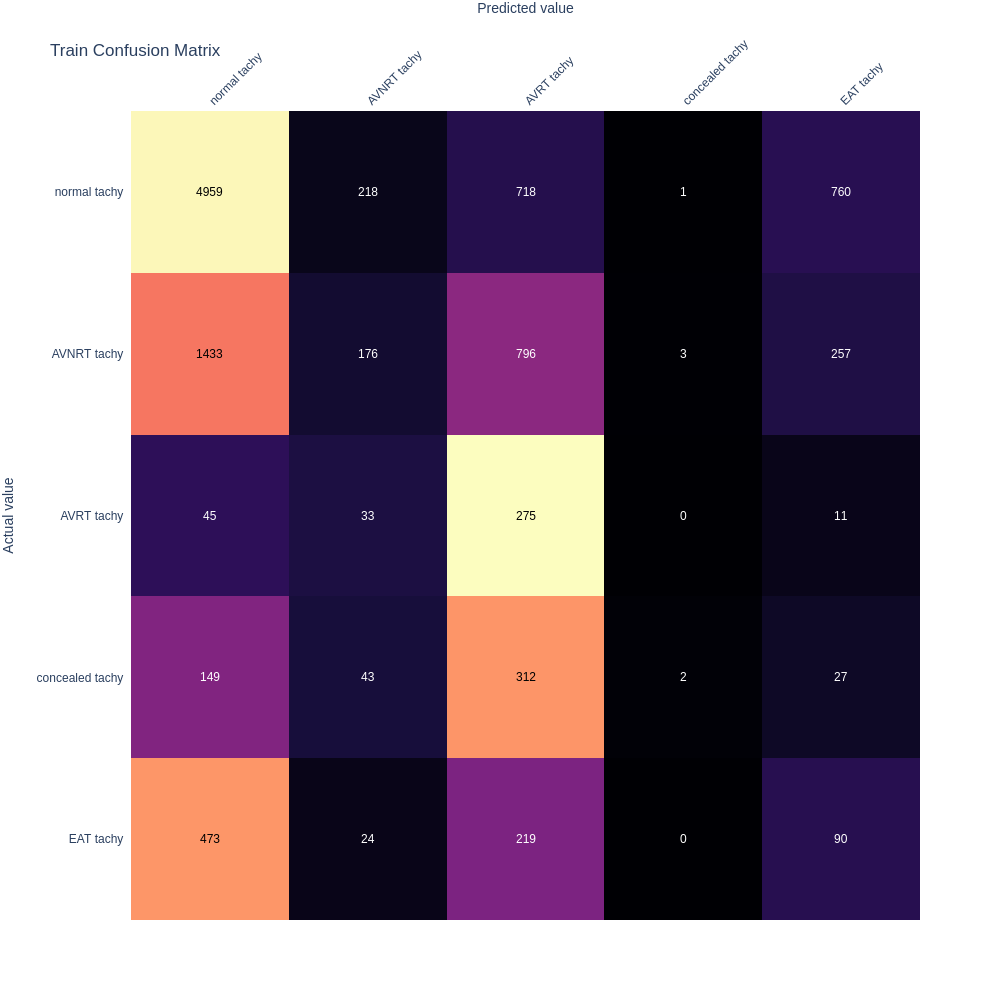 Predicted value
Train Confusion Matrix
normal tachy
AVNRT tachy
AVRT tachy
concealed tachy
EAT tachy
Actual value
normal tachy 4959 218 718 1 760
AVNRT tachy 1433 176 796 3 257
AVRT tachy 45 33 275 0 11
concealed tachy 149 43 312 2 27
EAT tachy 473 24 219 0 90